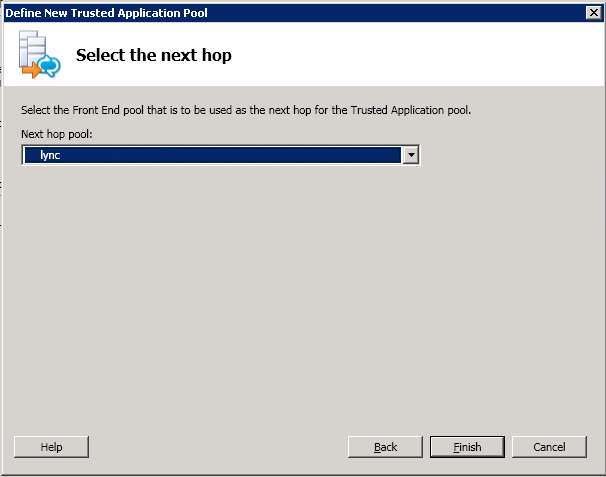 Define New Trusted Application Pool
Select the next hop
Select the Front End pool that is to be used as the next hop for the Trusted Application pool.
Next hop pool:
lync
Help
Back
Finish
Cancel